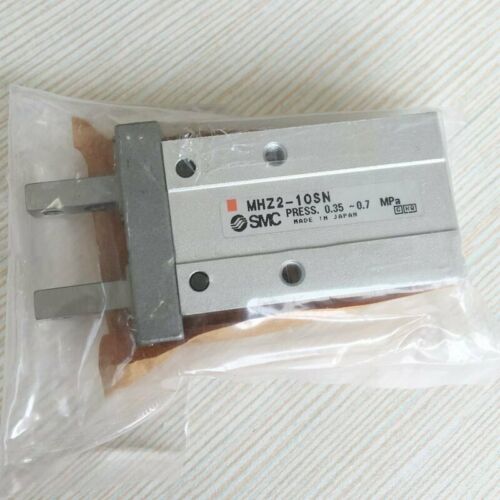 MHZ2-10SN
SMC PRESS. 0.35 ~0.7 MPa
MADE IN JAPAN